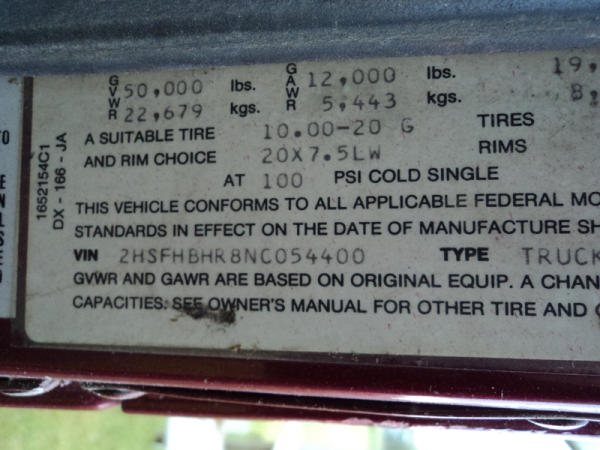 GVWR 50,000 lbs. GAWR 12,000 lbs. 19,
22,679 kgs. 5,443 kgs. 8,
A SUITABLE TIRE 10.00-20 G TIRES
AND RIM CHOICE 20X7.5LW RIMS
AT 100 PSI COLD SINGLE
THIS VEHICLE CONFORMS TO ALL APPLICABLE FEDERAL MO
STANDARDS IN EFFECT ON THE DATE OF MANUFACTURE SH
VIN 2HSFHBHR8NC054400 TYPE TRUCK
GVWR AND GAWR ARE BASED ON ORIGINAL EQUIP. A CHAN
CAPACITIES. SEE OWNER'S MANUAL FOR OTHER TIRE AND
1652154C1
DX - 166 - JA